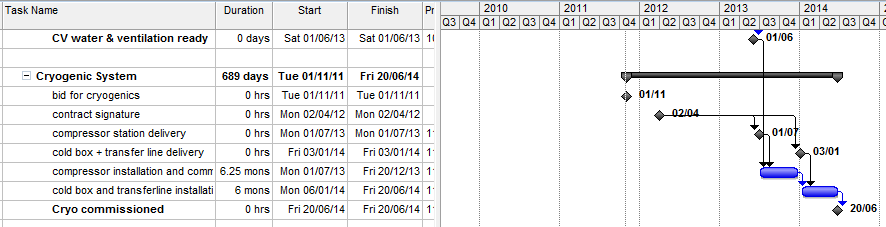 Task Name Duration Start Finish Pr 2010 2011 2012 2013 2014
Q3 Q4 Q1 Q2 Q3 Q4 Q1 Q2 Q3 Q4 Q1 Q2 Q3 Q4 Q1 Q2 Q3 Q4 Q1 Q2 Q3 Q4
CV water & ventilation ready 0 days Sat 01/06/13 Sat 01/06/13 10 01/06
Cryogenic System 689 days Tue 01/11/11 Fri 20/06/14
bid for cryogenics 0 hrs Tue 01/11/11 Tue 01/11/11 01/11
contract signature 0 hrs Mon 02/04/12 Mon 02/04/12 02/04
compressor station delivery 0 hrs Mon 01/07/13 Mon 01/07/13 11 01/07
cold box + transfer line delivery 0 hrs Fri 03/01/14 Fri 03/01/14 11 03/01
compressor installation and comm 6.25 mons Mon 01/07/13 Fri 20/12/13 11
cold box and transferline installati 6 mons Mon 06/01/14 Fri 20/06/14 11
Cryo commissioned 0 hrs Fri 20/06/14 Fri 20/06/14 11 20/06